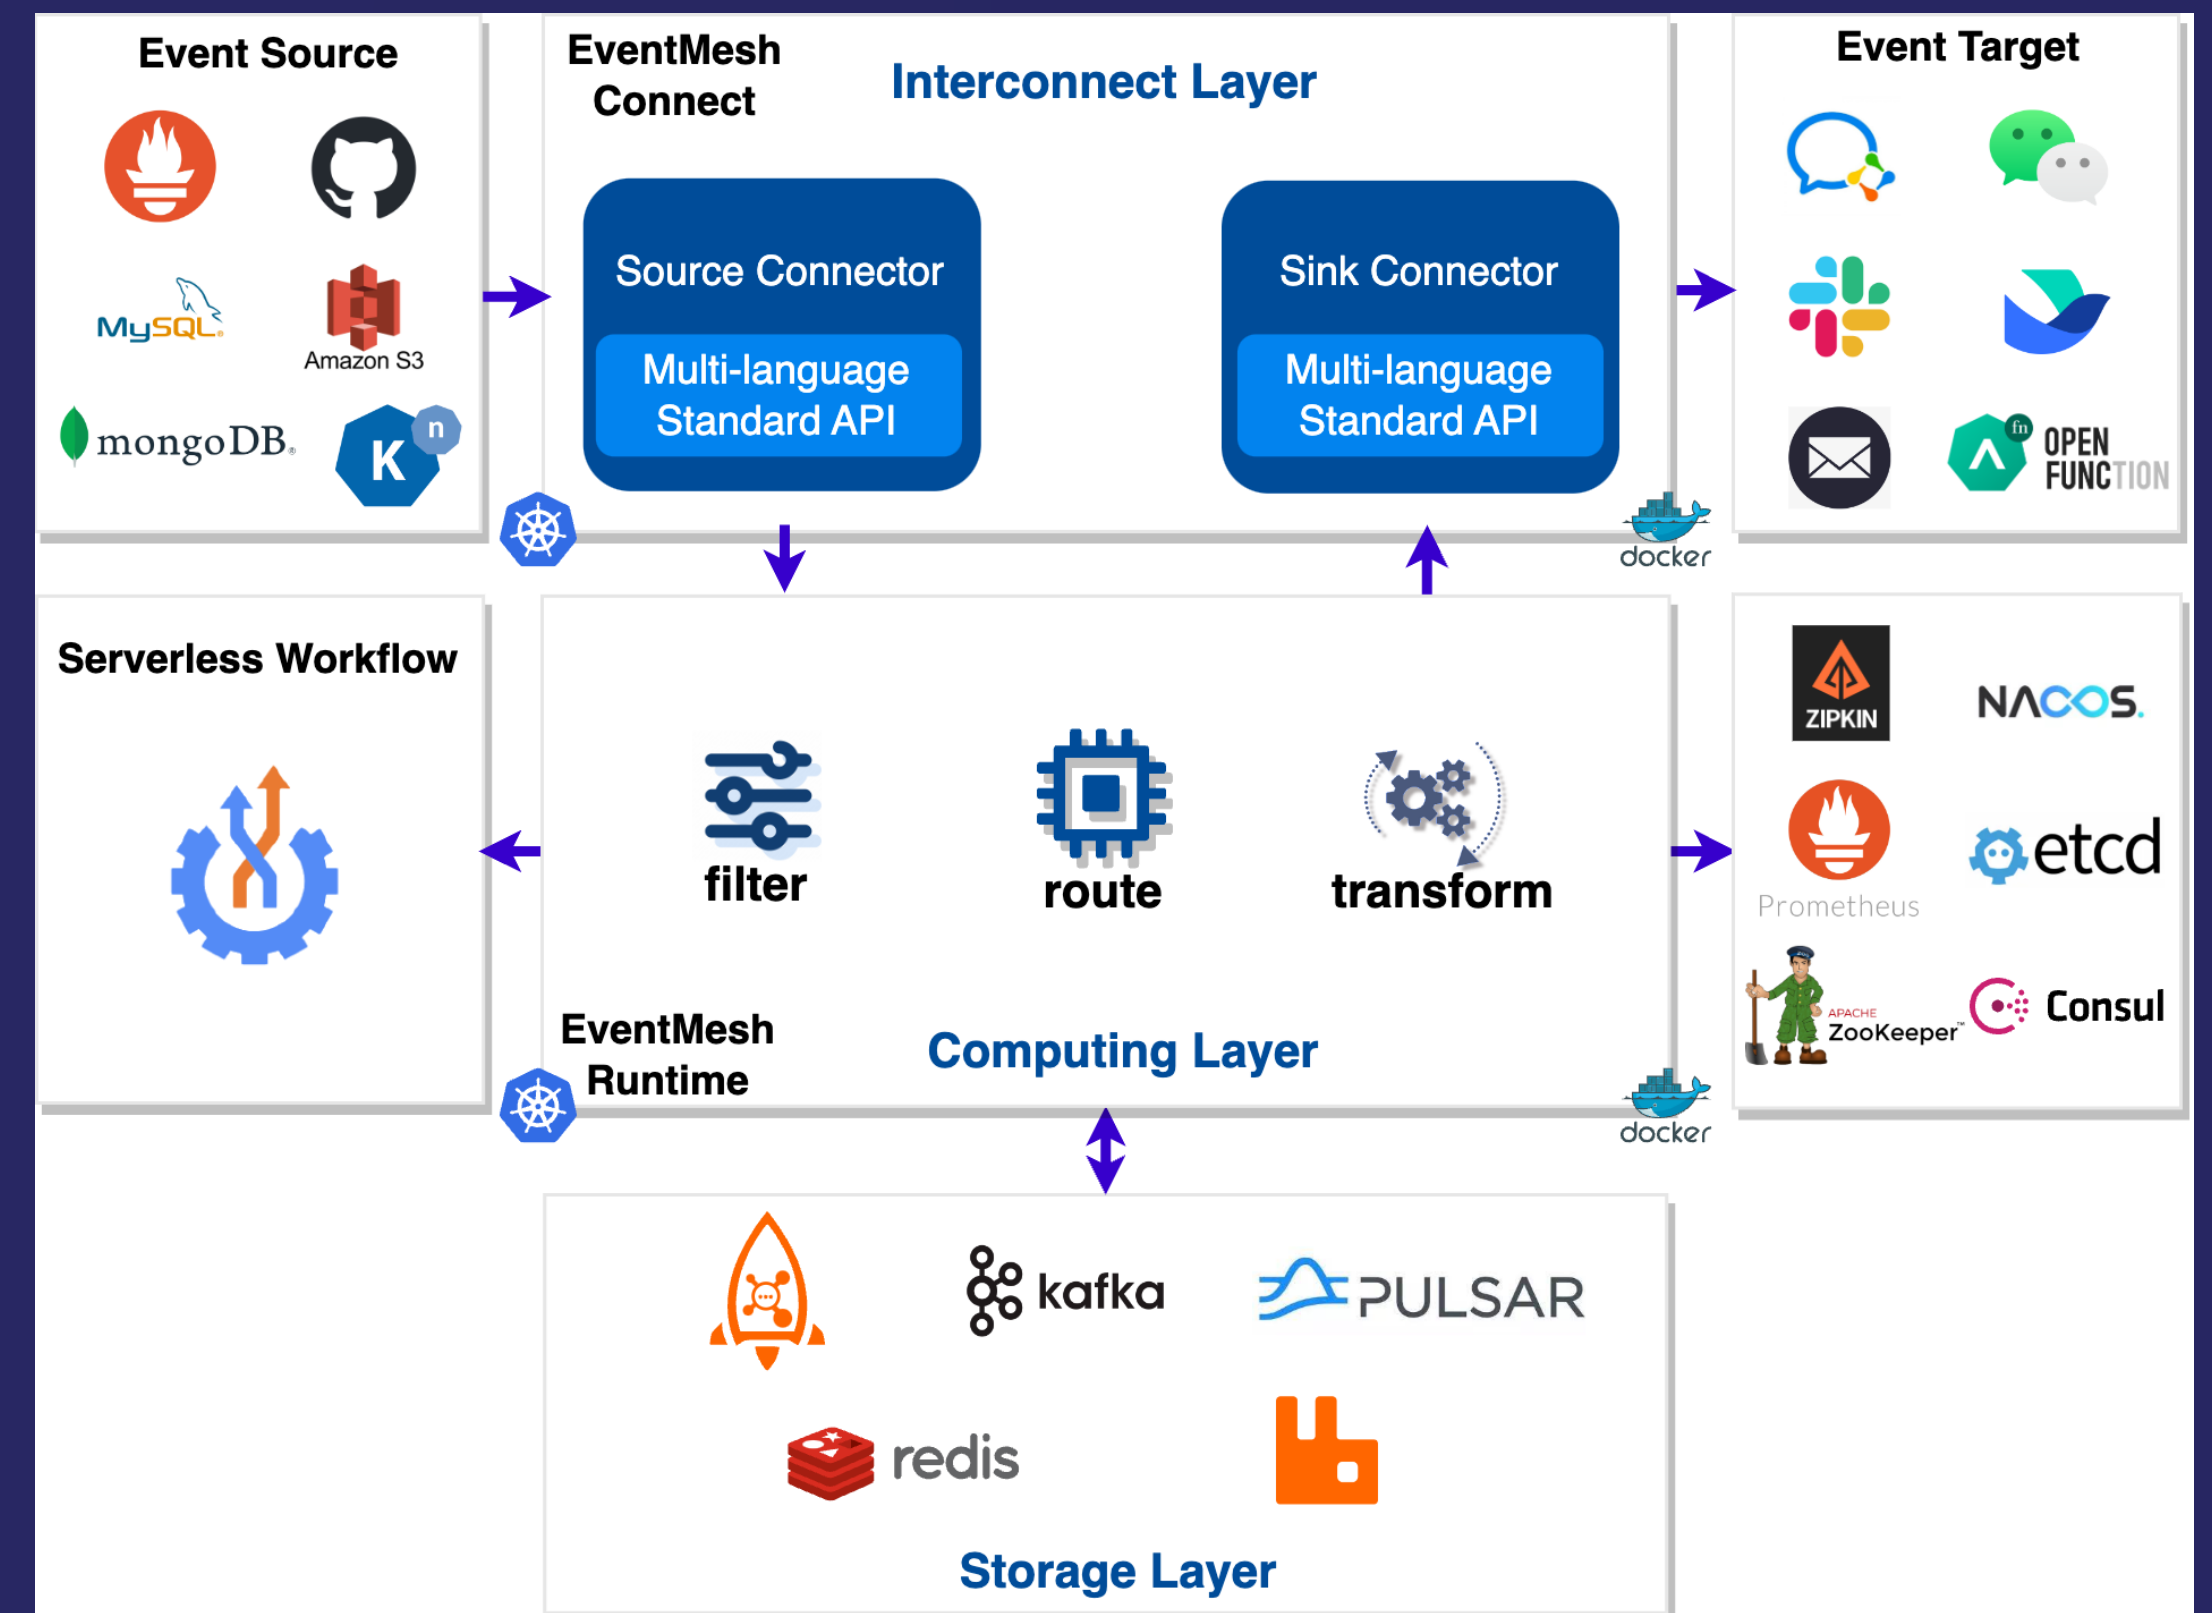 Event Source
MySQL®
Amazon S3
mongoDB®
K
n
EventMesh
Connect
Interconnect Layer
Source Connector
Multi-language
Standard API
Sink Connector
Multi-language
Standard API
docker
Event Target
fn
OPEN
FUNCTION
Serverless Workflow
filter
route
transform
EventMesh
Runtime
Computing Layer
docker
ZIPKIN
NACOS.
Prometheus
etcd
APACHE
ZooKeeper™
Consul
kafka
PULSAR
redis
Storage Layer